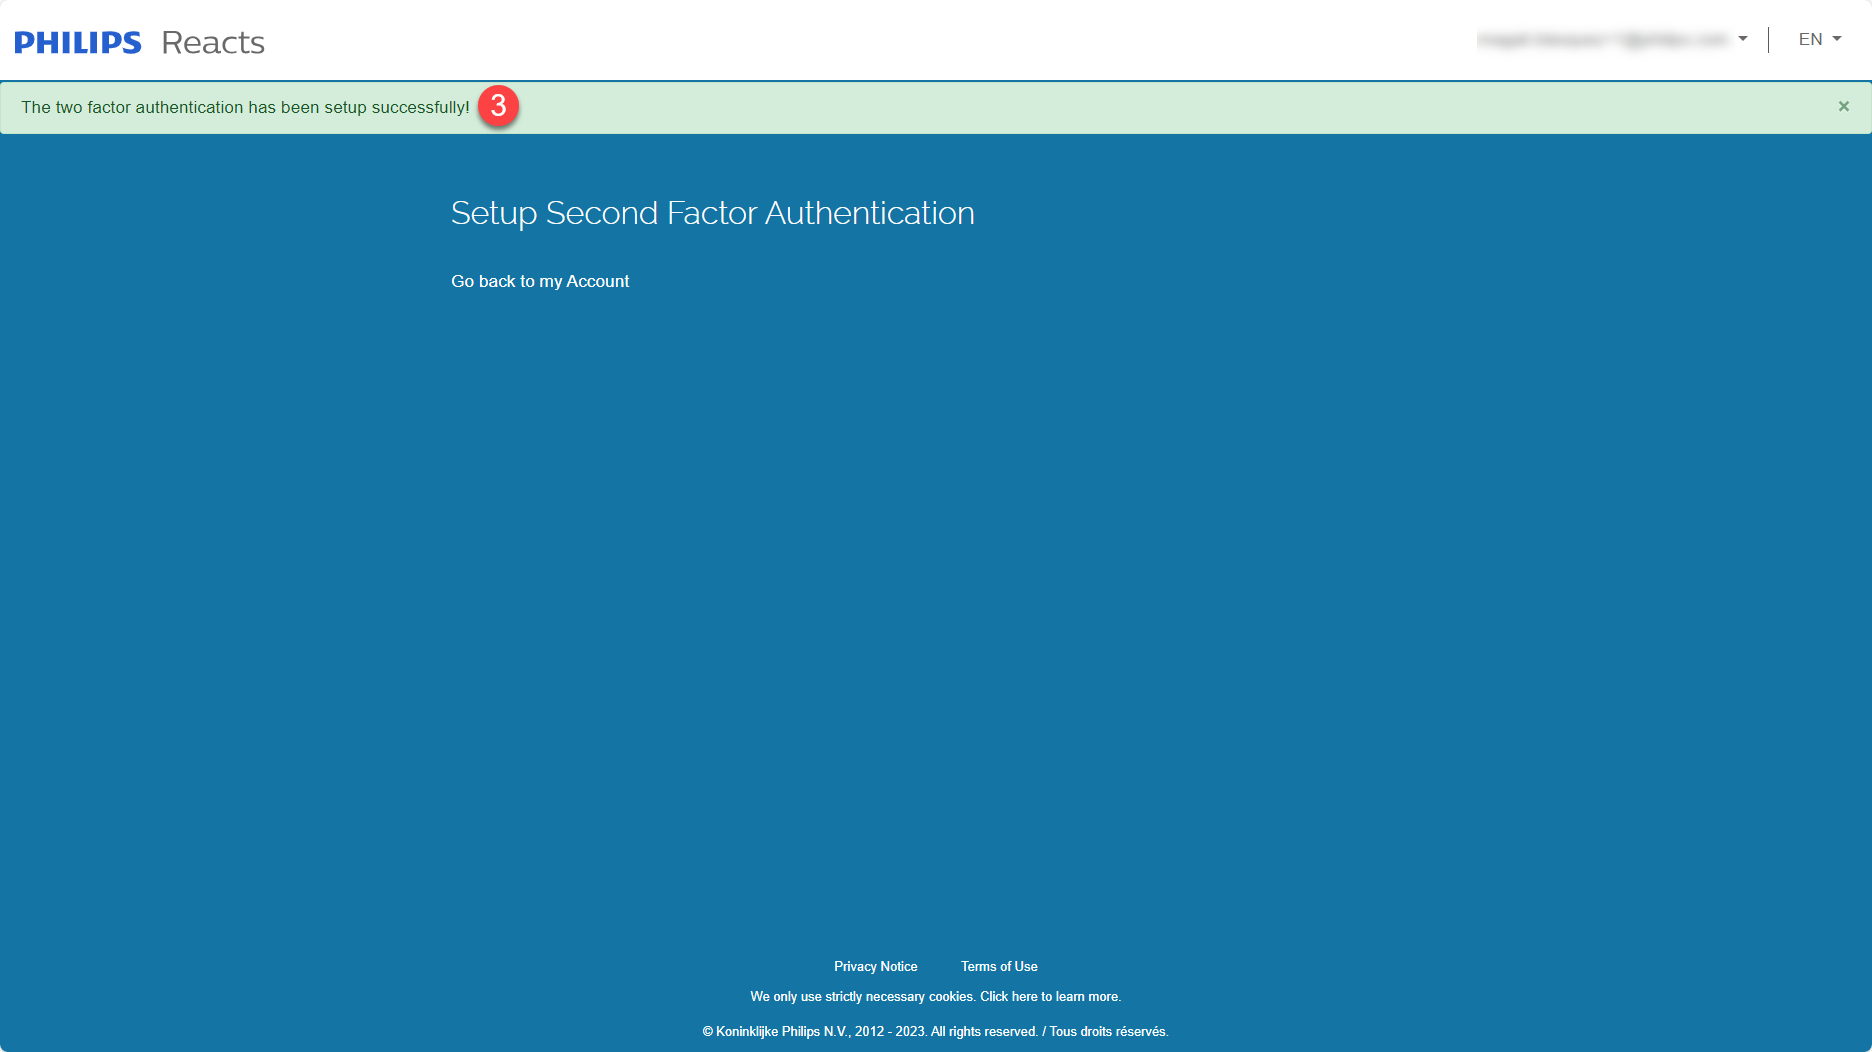 PHILIPS Reacts
EN
The two factor authentication has been setup successfully! 3
×
Setup Second Factor Authentication
Go back to my Account
Privacy Notice Terms of Use
We only use strictly necessary cookies. Click here to learn more.
© Koninklijke Philips N.V., 2012 - 2023. All rights reserved. / Tous droits réservés.